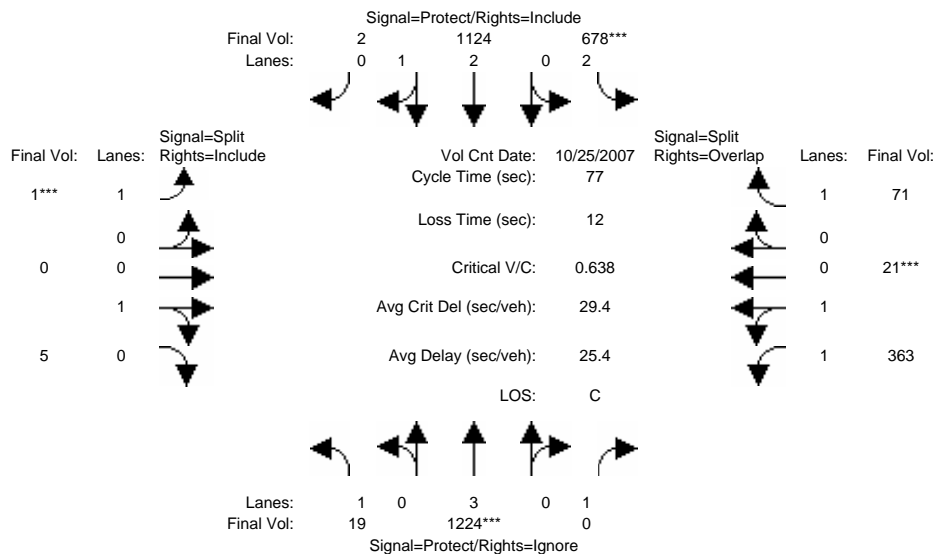 Signal=Protect/Rights=Include
Final Vol: 2 1124 678***
Lanes: 0 1 2 0 2
Signal=Split
Final Vol: Lanes: Rights=Include
Vol Cnt Date: 10/25/2007
Signal=Split
Rights=Overlap Lanes: Final Vol:
Cycle Time (sec): 77
1*** 1
1 71
Loss Time (sec): 12
0
0
0 0
Critical V/C: 0.638
0 21***
1
Avg Crit Del (sec/veh): 29.4
1
5 0
Avg Delay (sec/veh): 25.4
1 363
LOS: C
Lanes: 1 0 3 0 1
Final Vol: 19 1224*** 0
Signal=Protect/Rights=Ignore